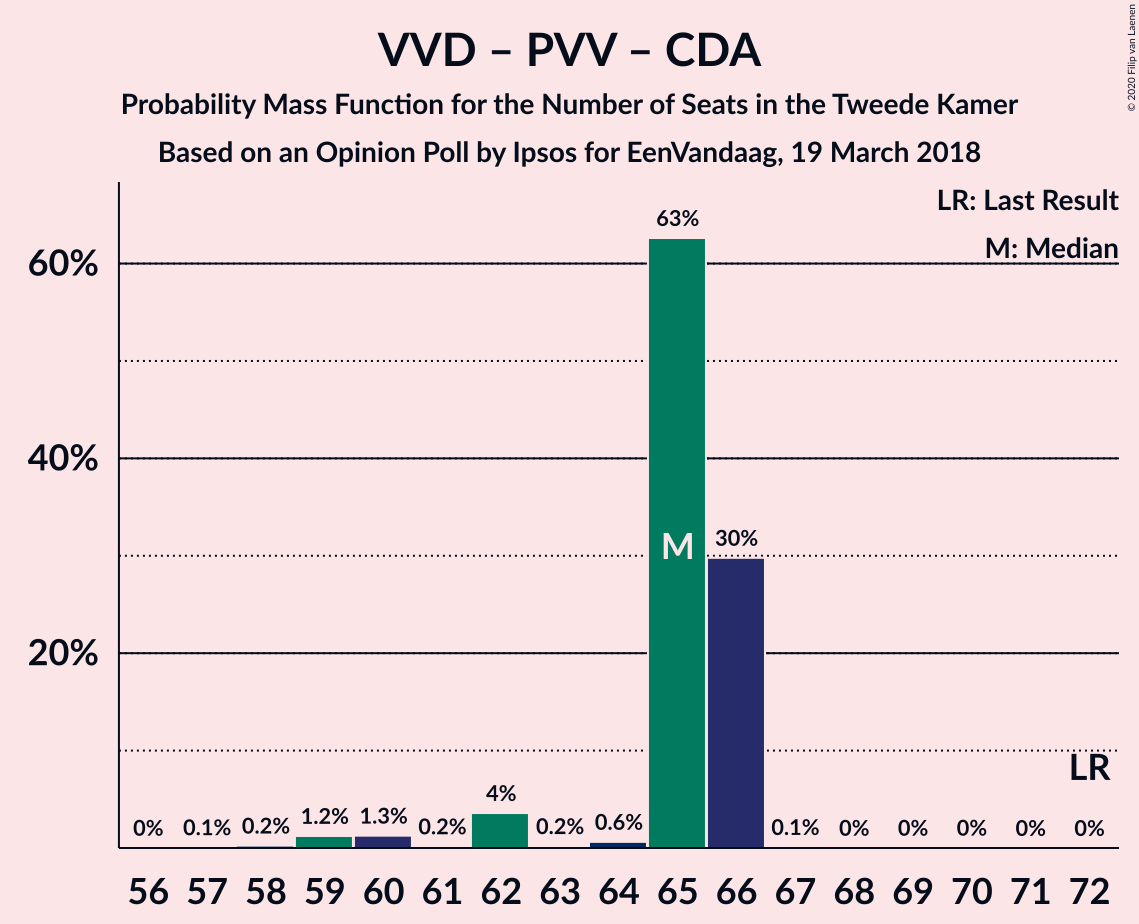 VVD – PVV – CDA
Probability Mass Function for the Number of Seats in the Tweede Kamer
Based on an Opinion Poll by Ipsos for EenVandaag, 19 March 2018
© 2020 Filip van Laenen
LR: Last Result
M: Median
60%
40%
20%
0% 0.1% 0.2% 1.2% 1.3% 0.2% 4% 0.2% 0.6% 63% 30% 0.1% 0% 0% 0% 0% 0%
M
LR
56 57 58 59 60 61 62 63 64 65 66 67 68 69 70 71 72